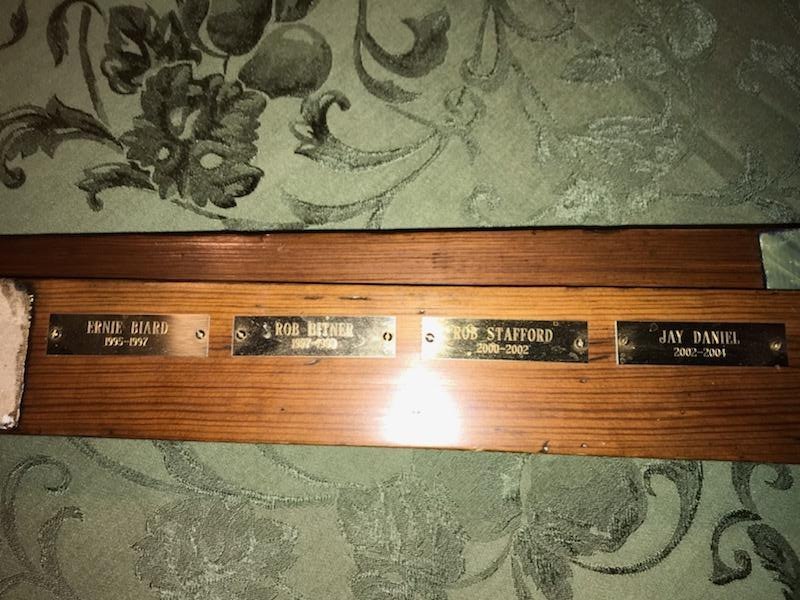 ERNIE BIARD
1995-1997
ROB BITNER
ROB STAFFORD
2000-2002
JAY DANIEL
2002-2004